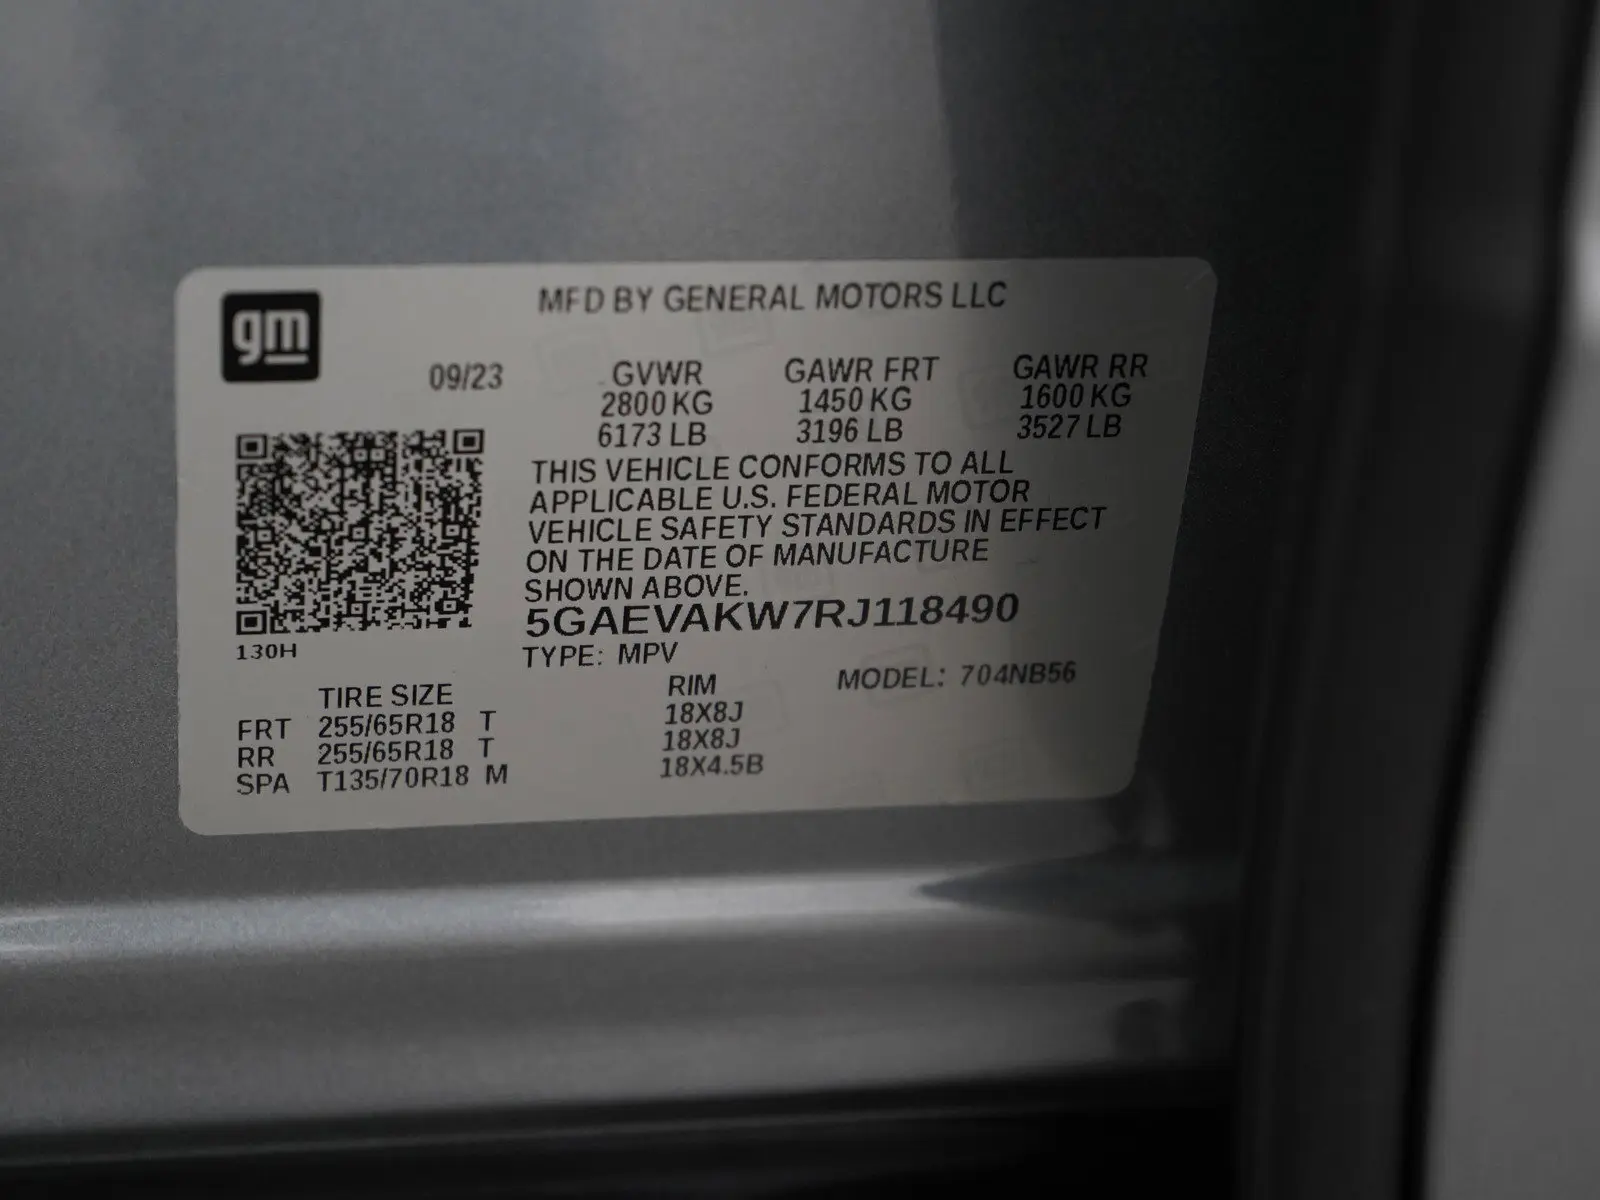 gm
MFD BY GENERAL MOTORS LLC
09/23 GVWR GAWR FRT GAWR RR
2800 KG 1450 KG 1600 KG
6173 LB 3196 LB 3527 LB
THIS VEHICLE CONFORMS TO ALL
APPLICABLE U.S. FEDERAL MOTOR
VEHICLE SAFETY STANDARDS IN EFFECT
ON THE DATE OF MANUFACTURE
SHOWN ABOVE.
5GAEVAKW7RJ118490
130H
TYPE: MPV
TIRE SIZE RIM MODEL: 704NB56
FRT 255/65R18 T 18X8J
RR 255/65R18 T 18X8J
SPA T135/70R18 M 18X4.5B